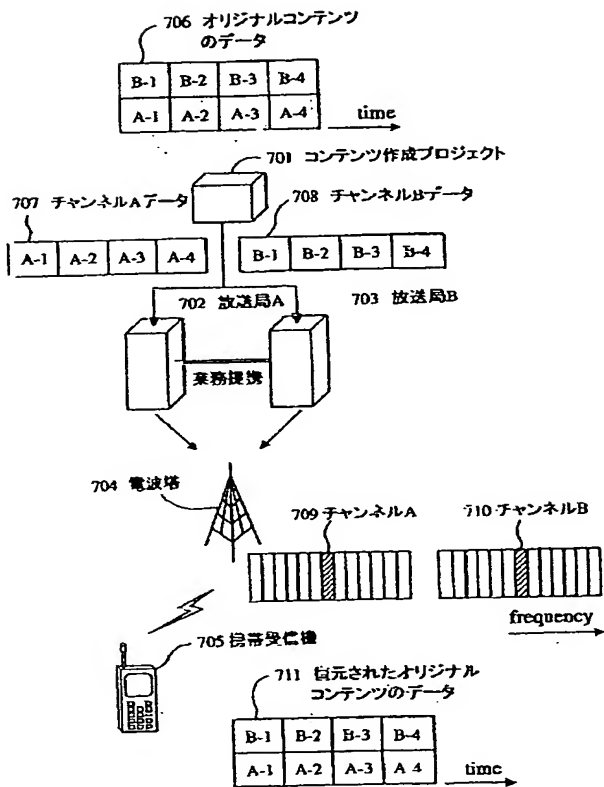 706 オリジナルコンテンツ
のデータ
B-1 B-2 B-3 B-4
A-1 A-2 A-3 A-4
time
701 コンテンツ作成プロジェクト
707 チャンネルAデータ
708 チャンネルBデータ
A-1 A-2 A-3 A-4
B-1 B-2 B-3 B-4
702 放送局A
703 放送局B
業務提携
704 電波塔
709 チャンネルA
710 チャンネルB
frequency
705 携帯受信機
711 復元されたオリジナル
コンテンツのデータ
B-1 B-2 B-3 B-4
A-1 A-2 A-3 A 4
time